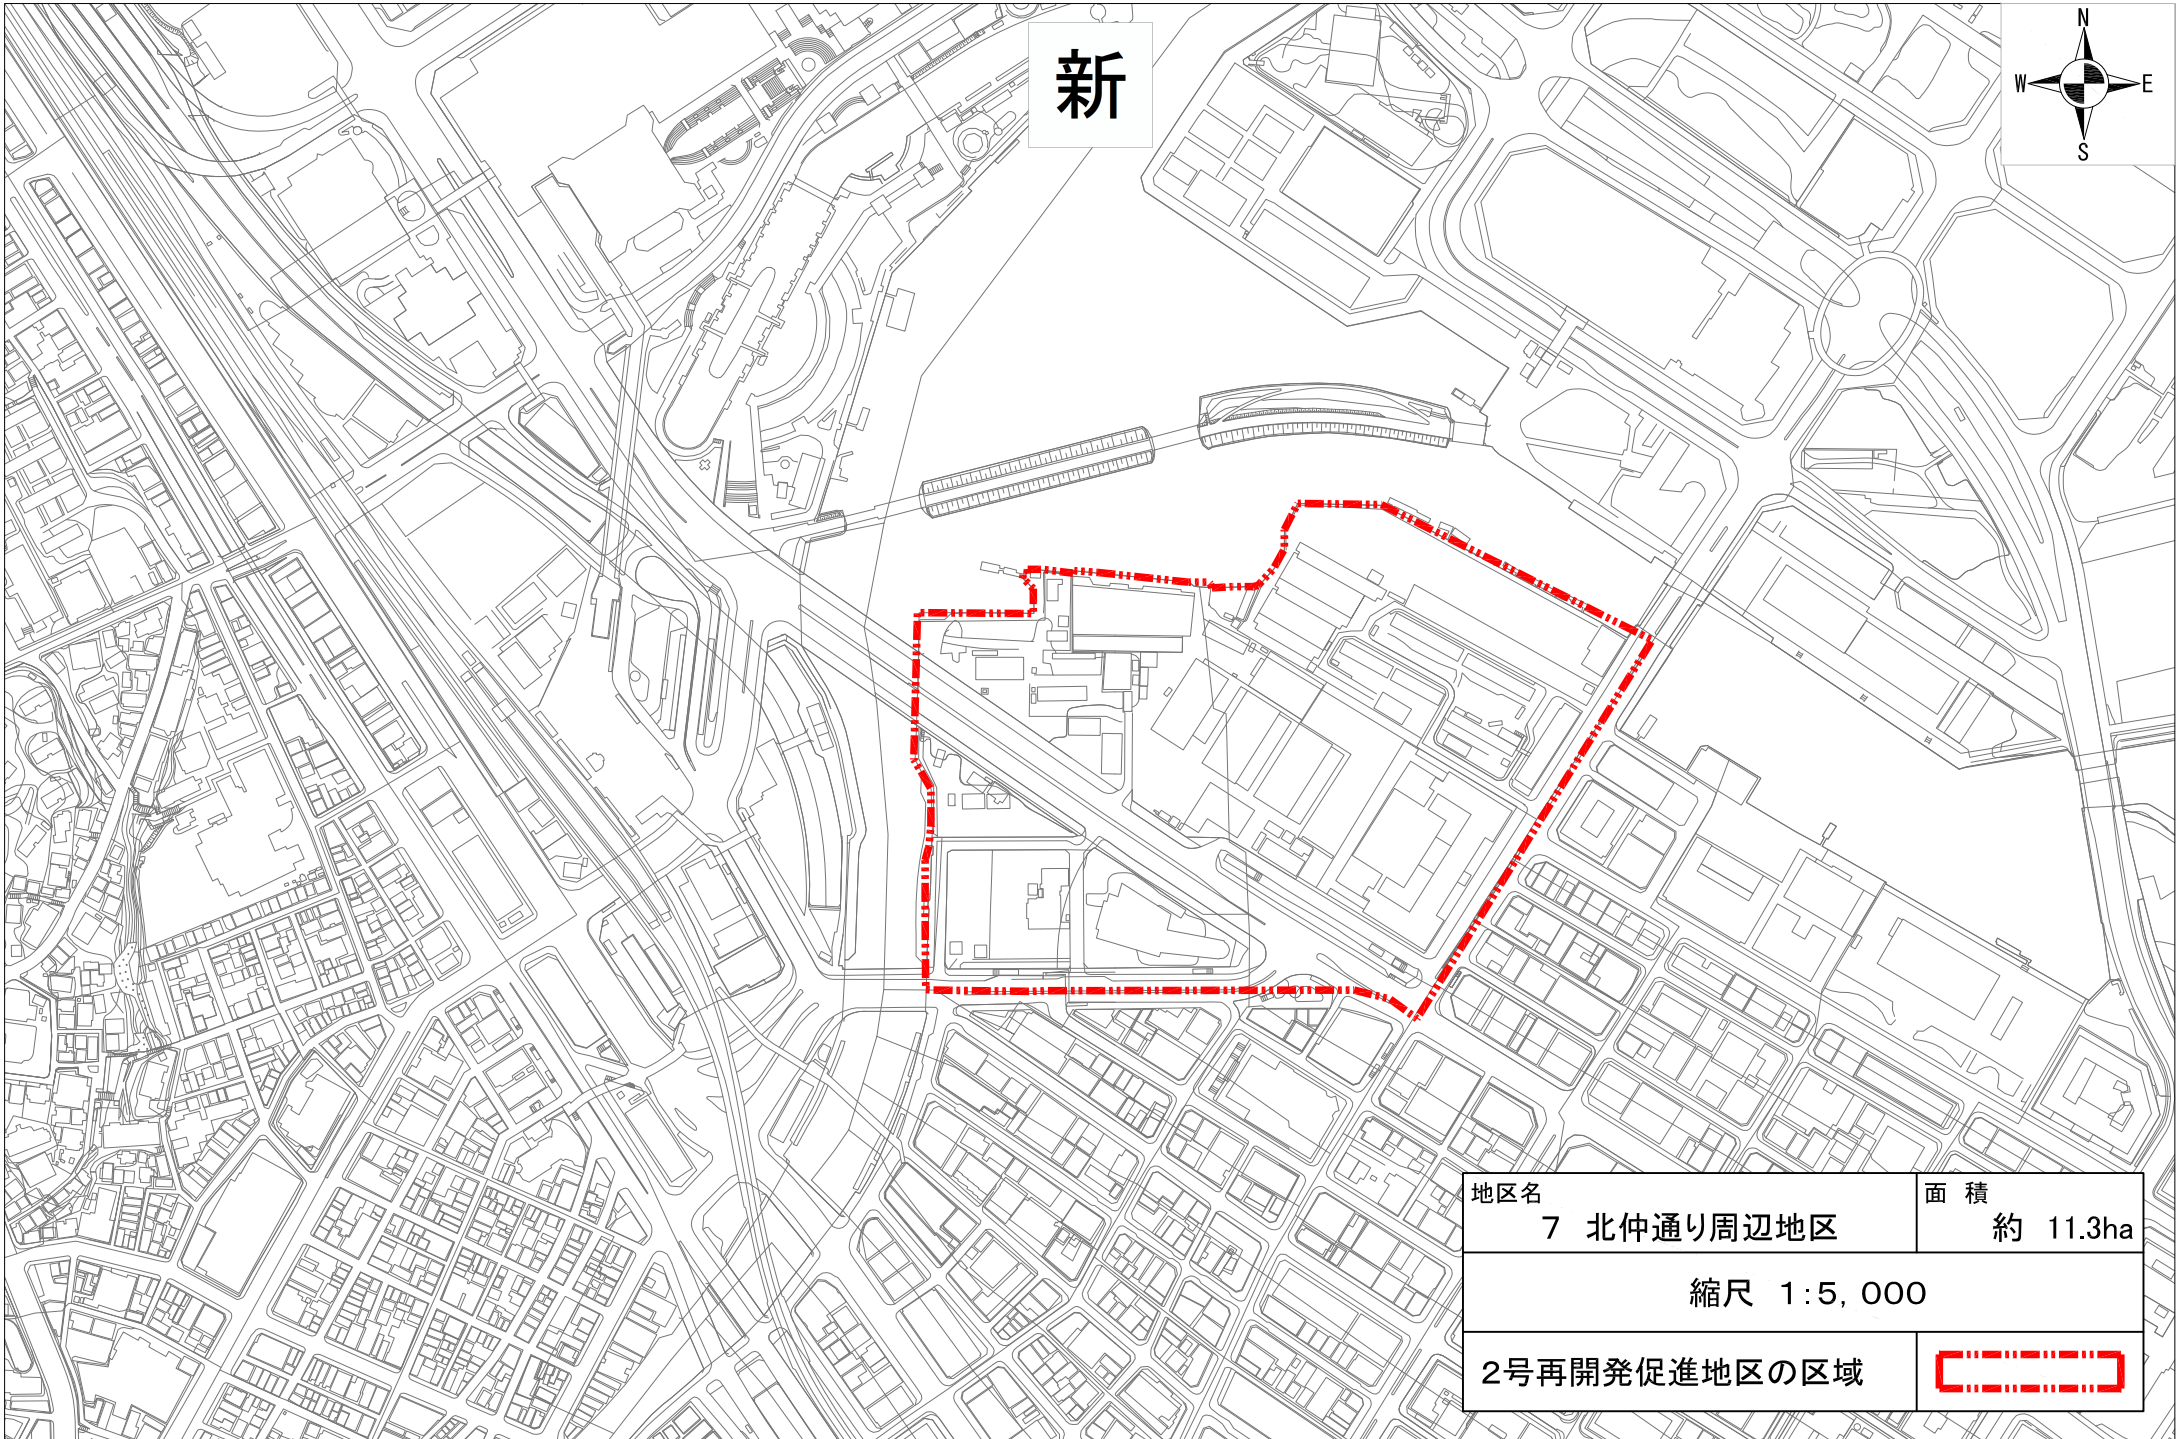 新
N
W E
S
地区名
7 北仲通り周辺地区
面 積
約 11.3ha
縮尺 1:5,000
2号再開発促進地区の区域